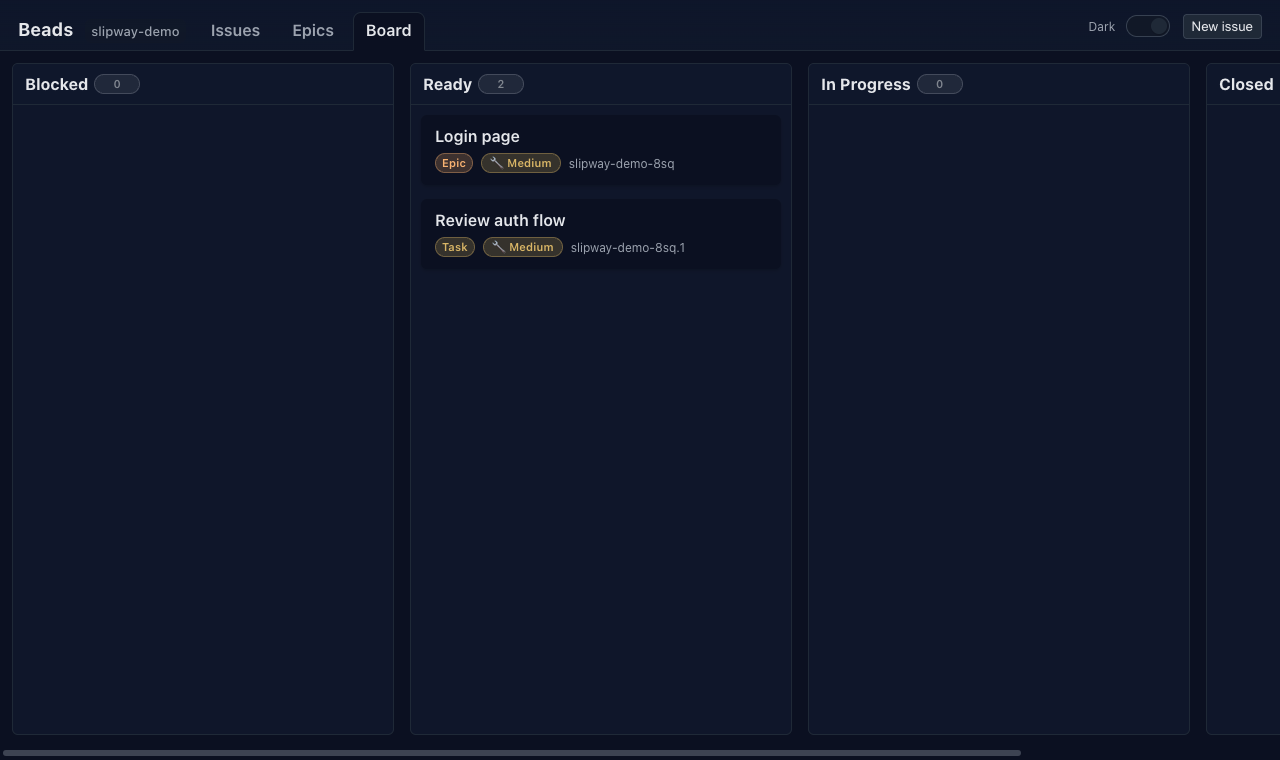 Beads slipway-demo Issues Epics Board Dark New issue
Blocked 0
Ready 2
Login page
Epic Medium slipway-demo-8sq
Review auth flow
Task Medium slipway-demo-8sq.1
In Progress 0
Closed